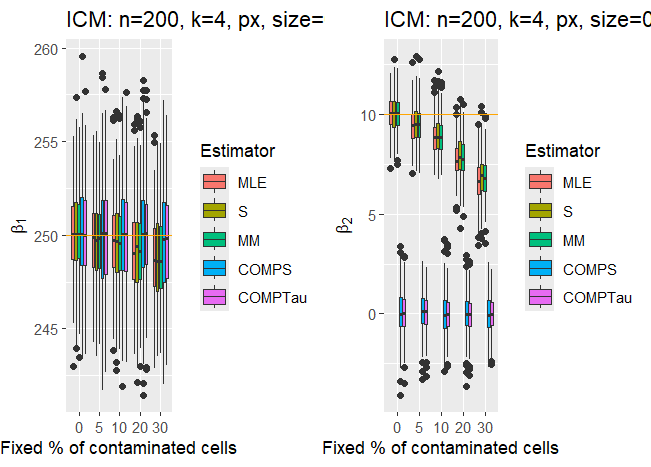 ICM: n=200, k=4, px, size=
260
255
250
245
β1
0 5 10 20 30
Fixed % of contaminated cells
Estimator
MLE
S
MM
COMPS
COMPTau
ICM: n=200, k=4, px, size=0
10
5
0
β2
0 5 10 20 30
Fixed % of contaminated cells
Estimator
MLE
S
MM
COMPS
COMPTau